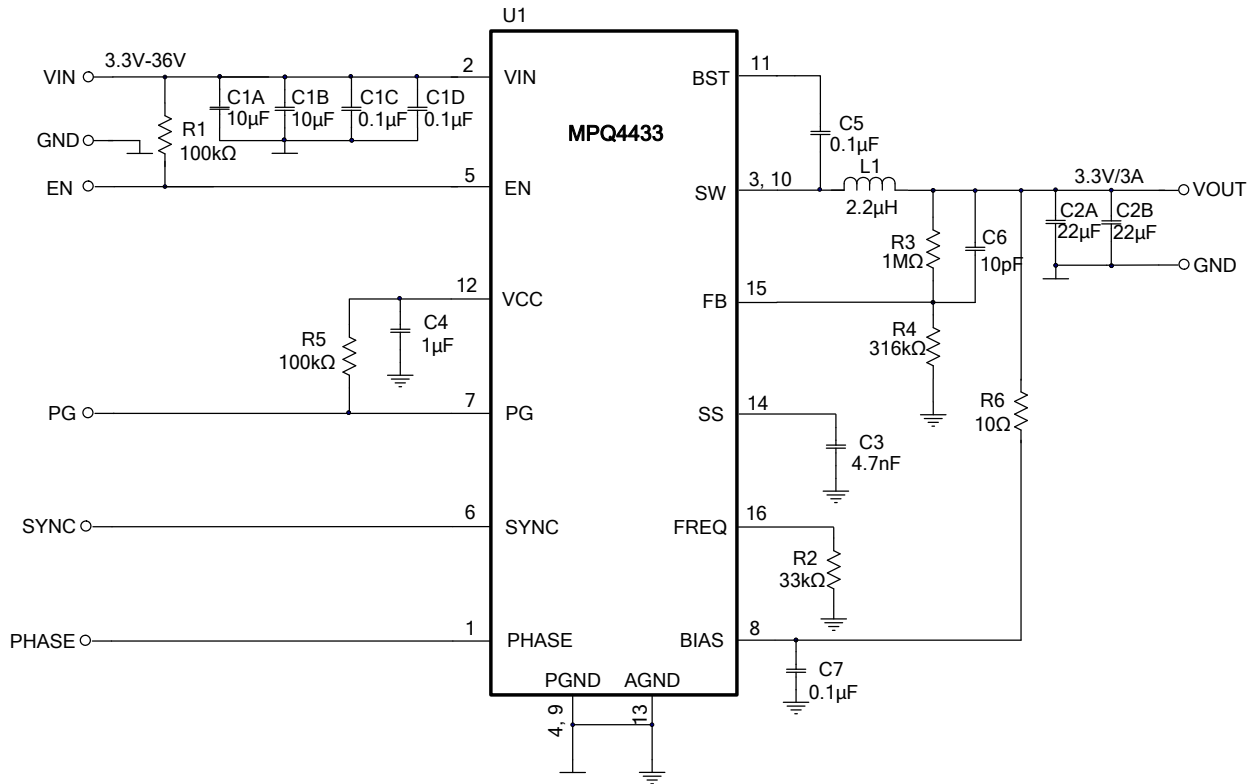 U1
VIN
3.3V-36V
2
VIN
C1A
10µF
C1B
10µF
C1C
0.1µF
C1D
0.1µF
R1
100kΩ
GND
EN
5
EN
MPQ4433
BST
11
C5
0.1µF
L1
2.2µH
SW
3, 10
3.3V/3A
VOUT
C2A
22µF
C2B
22µF
GND
R3
1MΩ
C6
10pF
FB
15
R4
316kΩ
12
VCC
C4
1µF
R5
100kΩ
PG
7
PG
SS
14
C3
4.7nF
R6
10Ω
SYNC
6
SYNC
FREQ
16
R2
33kΩ
PHASE
1
PHASE
BIAS
8
C7
0.1µF
PGND
AGND
4, 9
13